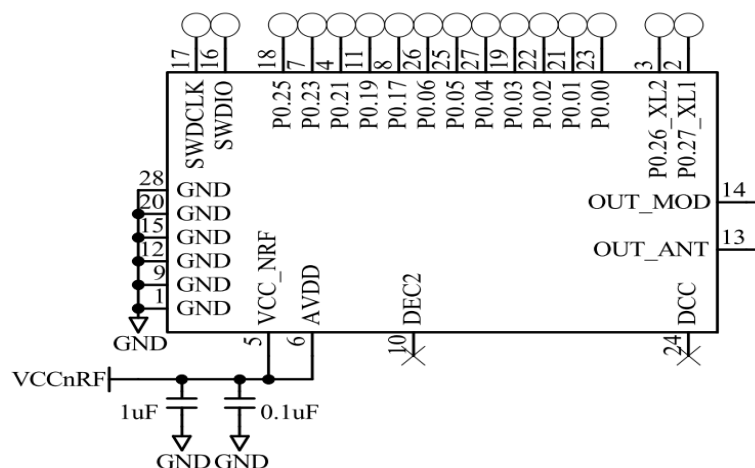 17 16 18 7 4 11 8 26 25 27 19 22 21 23 3 2
SWDCLK
SWDIO
P0.25
P0.23
P0.21
P0.19
P0.17
P0.06
P0.05
P0.04
P0.03
P0.02
P0.01
P0.00
P0.26_XL2
P0.27_XL1
28 GND
20 GND
15 GND
12 GND
9 GND
1 GND
GND
OUT_MOD 14
OUT_ANT 13
VCC_NRF
AVDD
DEC2
DCC
5 6 10 24
VCCnRF
1uF 0.1uF
GND GND